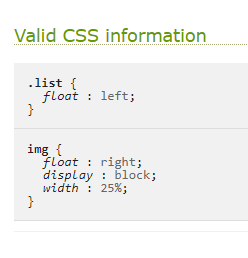 Valid CSS information
.list {
float : left;
}
img {
float : right;
display : block;
width : 25%;
}